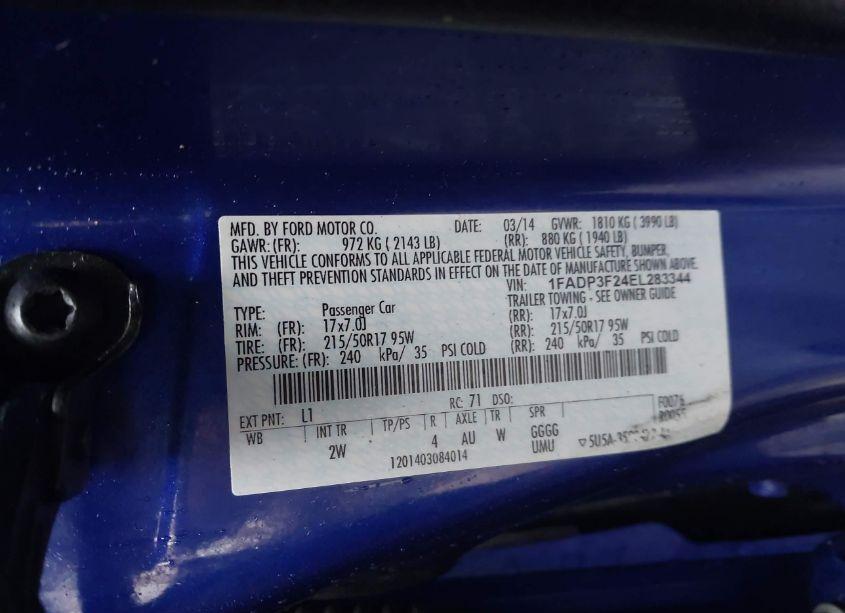 MFD. BY FORD MOTOR CO. DATE: 03/14 GVWR: 1810 KG ( 3990 LB)
GAWR: (FR): 972 KG ( 2143 LB) (RR): 880 KG ( 1940 LB)
THIS VEHICLE CONFORMS TO ALL APPLICABLE FEDERAL MOTOR VEHICLE SAFETY, BUMPER,
AND THEFT PREVENTION STANDARDS IN EFFECT ON THE DATE OF MANUFACTURE SHOWN ABOVE.
VIN: 1FADP3F24EL283344
TYPE: Passenger Car TRAILER TOWING - SEE OWNER GUIDE
RIM: (FR): 17x7.0J (RR): 17x7.0J
TIRE: (FR): 215/50R17 95W (RR): 215/50R17 95W
PRESSURE: (FR): 240 kPa/ 35 PSI COLD (RR): 240 kPa/ 35 PSI COLD
EXT PNT: L1 RC: 71 DSO:
WB INT TR TP/PS R AXLE TR SPR
2W 4 AU W GGGG
UMU
1201403084014